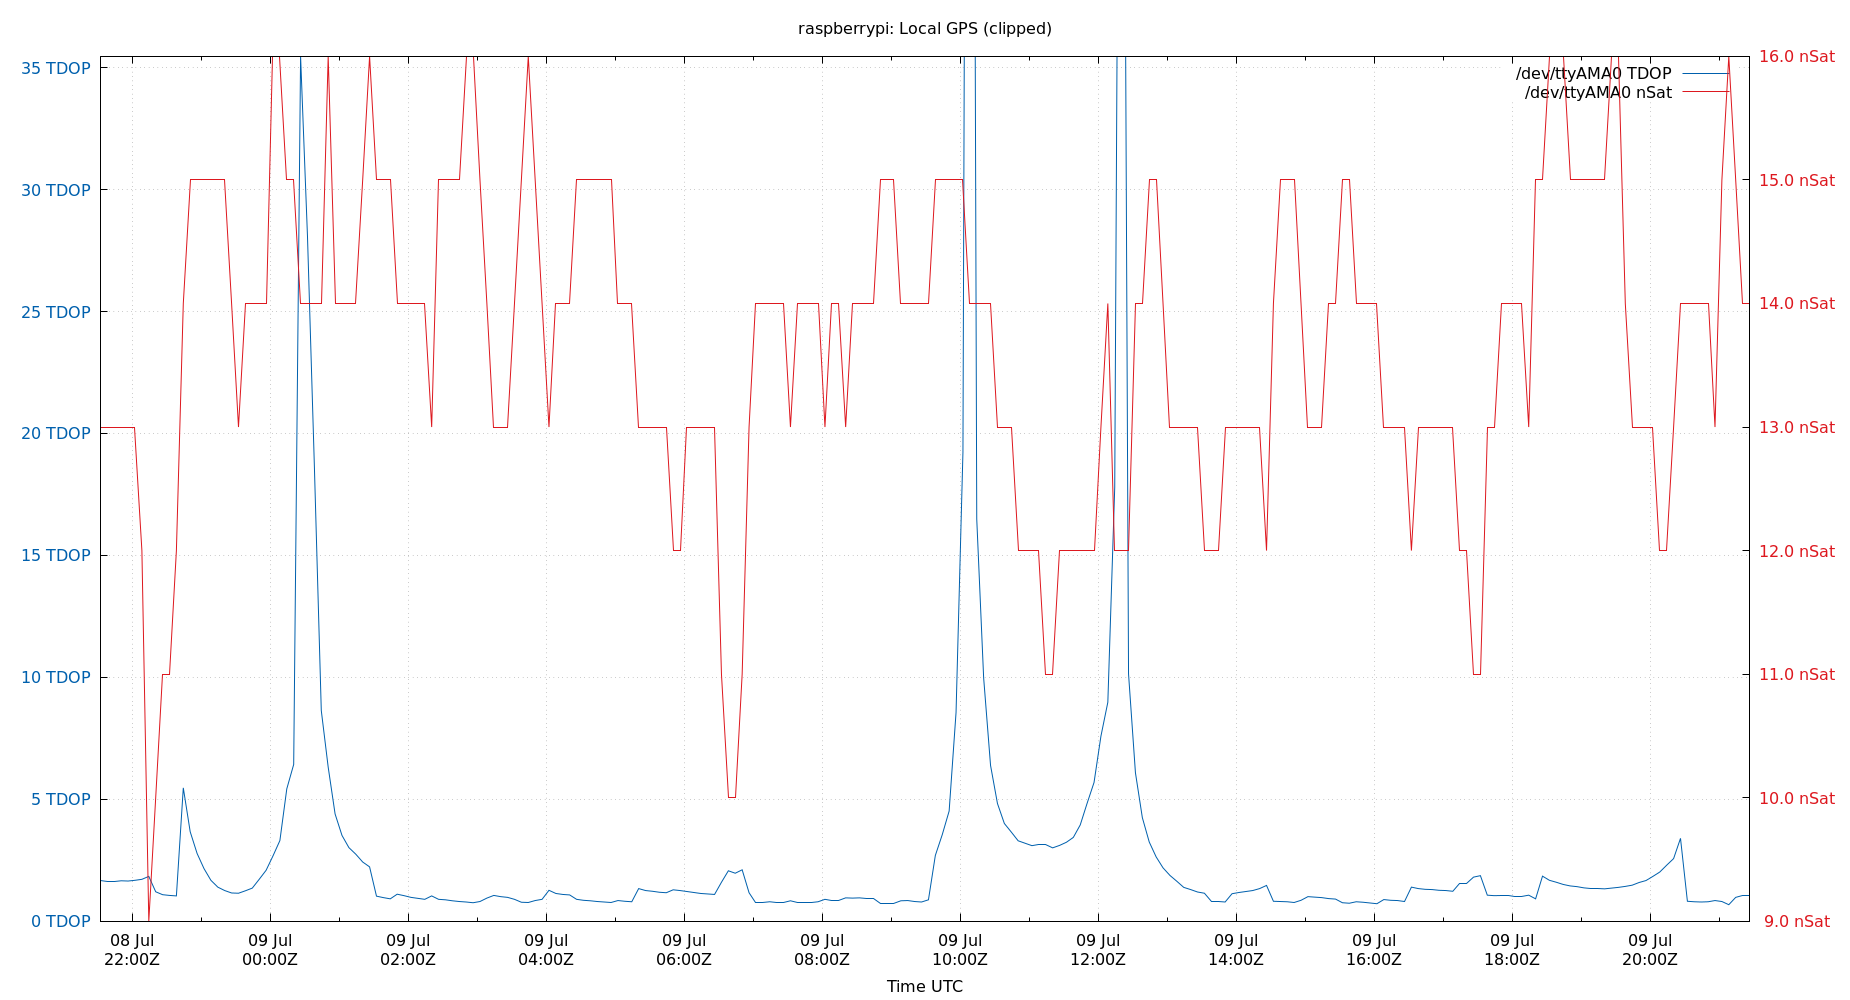 raspberrypi: Local GPS (clipped)
35 TDOP
30 TDOP
25 TDOP
20 TDOP
15 TDOP
10 TDOP
5 TDOP
0 TDOP
16.0 nSat
15.0 nSat
14.0 nSat
13.0 nSat
12.0 nSat
11.0 nSat
10.0 nSat
9.0 nSat
/dev/ttyAMA0 TDOP
/dev/ttyAMA0 nSat
08 Jul 09 Jul 09 Jul 09 Jul 09 Jul 09 Jul 09 Jul 09 Jul 09 Jul 09 Jul 09 Jul 09 Jul
22:00Z 00:00Z 02:00Z 04:00Z 06:00Z 08:00Z 10:00Z 12:00Z 14:00Z 16:00Z 18:00Z 20:00Z
Time UTC